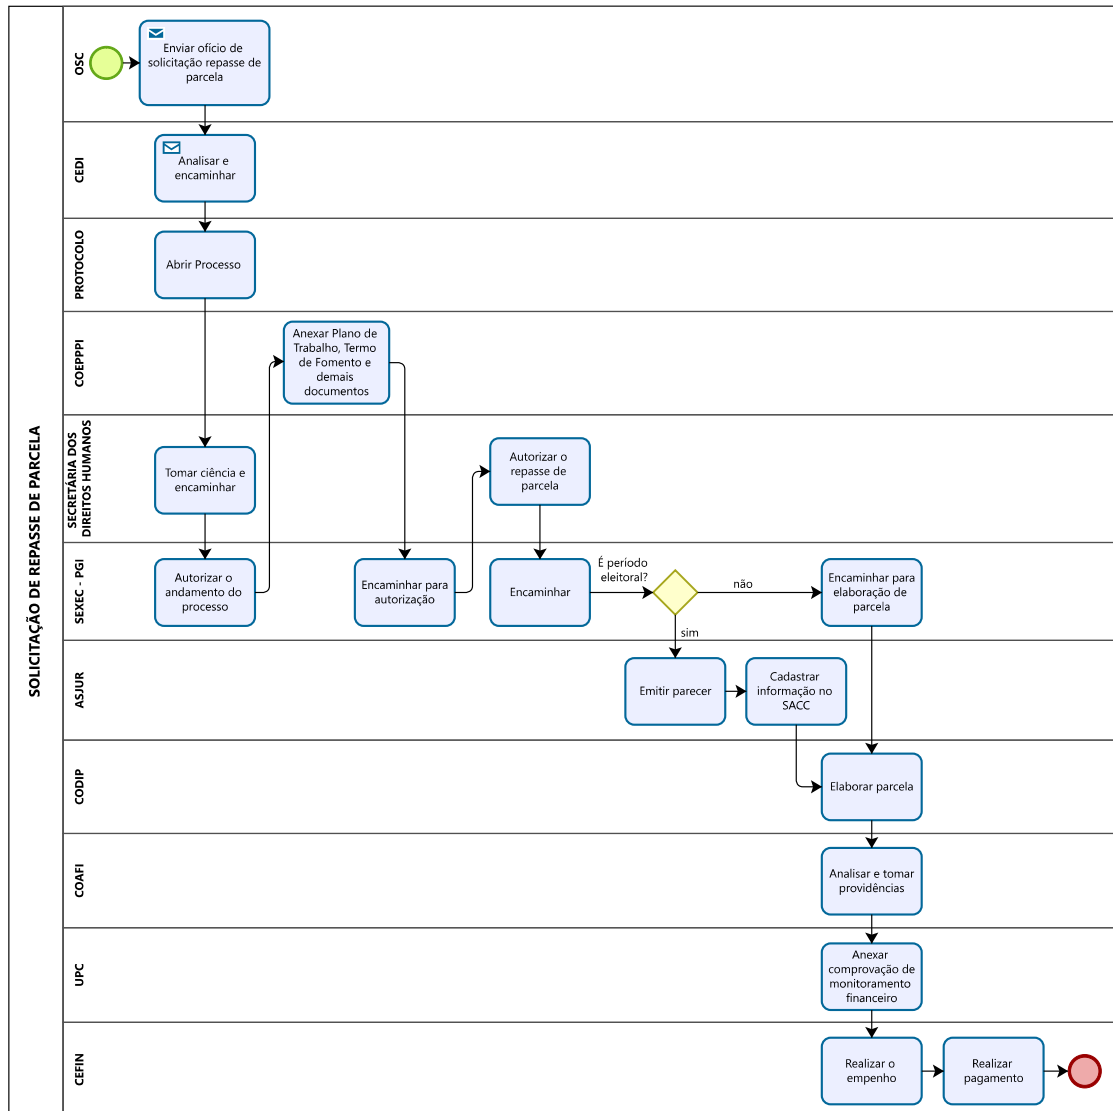 SOLICITAÇÃO DE REPASSE DE PARCELA
OSC
Enviar ofício de
solicitação repasse de
parcela
CEDI
Analisar e
encaminhar
PROTOCOLO
Abrir Processo
COEPPPI
Anexar Plano de
Trabalho, Termo
de Fomento e
demais
documentos
SECRETÁRIA DOS
DIREITOS HUMANOS
Tomar ciência e
encaminhar
Autorizar o
repasse de
parcela
SEXEC - PGI
Autorizar o
andamento do
processo
Encaminhar para
autorização
Encaminhar
É período
eleitoral?
não
sim
Encaminhar para
elaboração de
parcela
ASJUR
Emitir parecer
Cadastrar
informação no
SACC
CODIP
Elaborar parcela
COAFI
Analisar e tomar
providências
UPC
Anexar
comprovação de
monitoramento
financeiro
CEFIN
Realizar o
empenho
Realizar
pagamento